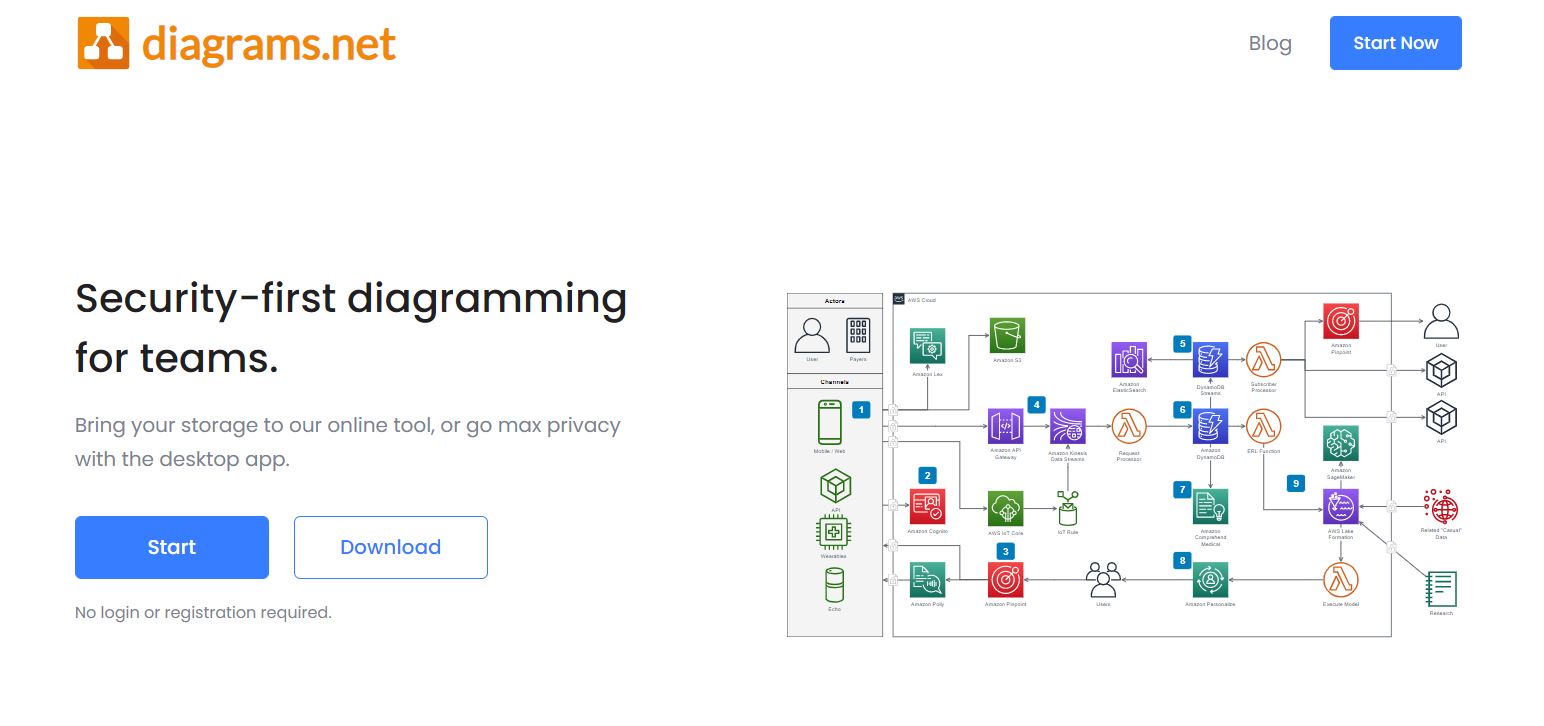 diagrams.net
Blog
Start Now
Security-first diagramming
for teams.
Bring your storage to our online tool, or go max privacy
with the desktop app.
Start
Download
No login or registration required.
Actors
User
Payers
Channels
1
Mobile / Web
API
Wearables
Echo
aws
AWS Cloud
Amazon Lex
Amazon S3
4
Amazon API
Gateway
Amazon Kinesis
Data Streams
Request
Processor
Amazon
ElasticSearch
5
DynamoDB
Streams
Subscriber
Processor
6
Amazon
DynamoDB
ERL Function
Amazon
Pinpoint
User
API
API
2
Amazon Cognito
AWS IoT Core
IoT Rule
7
Amazon
Comprehend
Medical
9
Amazon
SageMaker
AWS Lake
Formation
Related "Casual"
Data
3
Amazon Polly
Amazon Pinpoint
Users
8
Amazon Personalize
Execute Model
Research